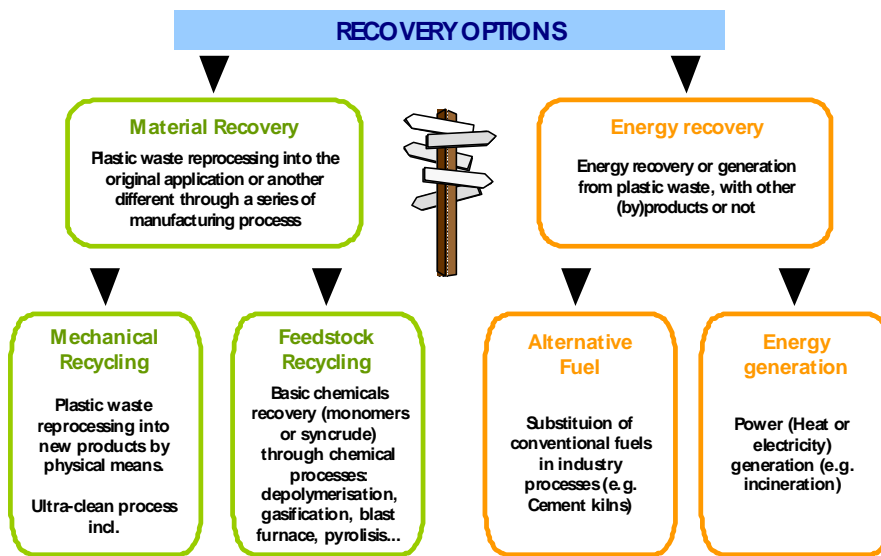 RECOVERY OPTIONS
Material Recovery
Plastic waste reprocessing into the
original application or another
different through a series of
manufacturing processs
Energy recovery
Energy recovery or generation
from plastic waste, with other
(by)products or not
Mechanical
Recycling
Plastic waste
reprocessing into
new products by
physical means.
Ultra-clean process
incl.
Feedstock
Recycling
Basic chemicals
recovery (monomers
or syncrude)
through chemical
processes:
depolymerisation,
gasification, blast
furnace, pyrolisis...
Alternative
Fuel
Substituion of
conventional fuels
in industry
processes (e.g.
Cement kilns)
Energy
generation
Power (Heat or
electricity)
generation (e.g.
incineration)